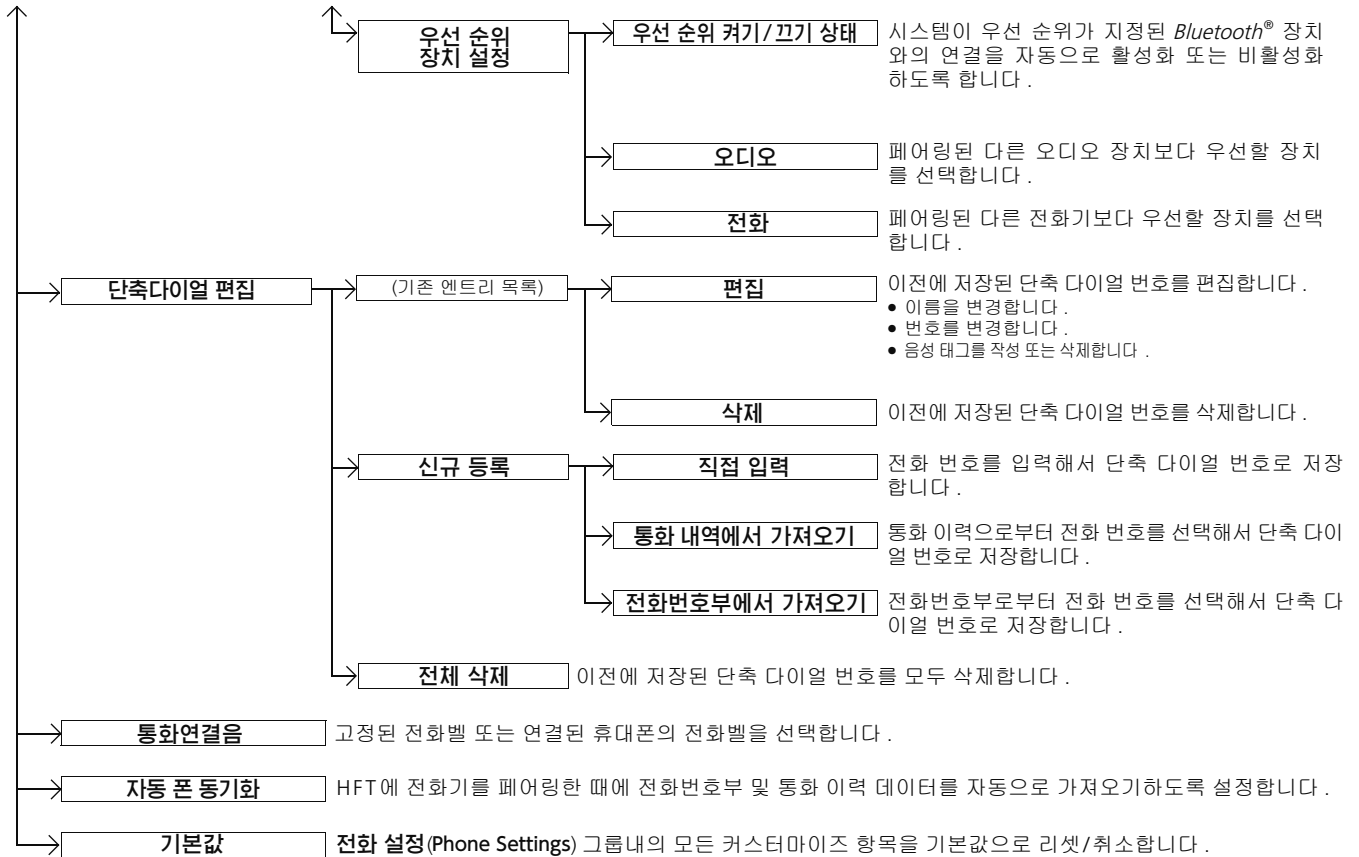 우선 순위
장치 설정
우선 순위 켜기/끄기 상태
시스템이 우선 순위가 지정된 Bluetooth® 장치
와의 연결을 자동으로 활성화 또는 비활성화
하도록 합니다 .
오디오
페어링된 다른 오디오 장치보다 우선할 장치
를 선택합니다 .
전화
페어링된 다른 전화기보다 우선할 장치를 선택
합니다 .
단축다이얼 편집
(기존 엔트리 목록)
편집
이전에 저장된 단축 다이얼 번호를 편집합니다 .
• 이름을 변경합니다 .
• 번호를 변경합니다 .
• 음성 태그를 작성 또는 삭제합니다 .
삭제
이전에 저장된 단축 다이얼 번호를 삭제합니다 .
신규 등록
직접 입력
전화 번호를 입력해서 단축 다이얼 번호로 저장
합니다 .
통화 내역에서 가져오기
통화 이력으로부터 전화 번호를 선택해서 단축 다이
얼 번호로 저장합니다 .
전화번호부에서 가져오기
전화번호부로부터 전화 번호를 선택해서 단축 다
이얼 번호로 저장합니다 .
전체 삭제
이전에 저장된 단축 다이얼 번호를 모두 삭제합니다 .
통화연결음
고정된 전화벨 또는 연결된 휴대폰의 전화벨을 선택합니다 .
자동 폰 동기화
HFT에 전화기를 페어링한 때에 전화번호부 및 통화 이력 데이터를 자동으로 가져오기하도록 설정합니다 .
기본값
전화 설정(Phone Settings) 그룹내의 모든 커스터마이즈 항목을 기본값으로 리셋/취소합니다 .